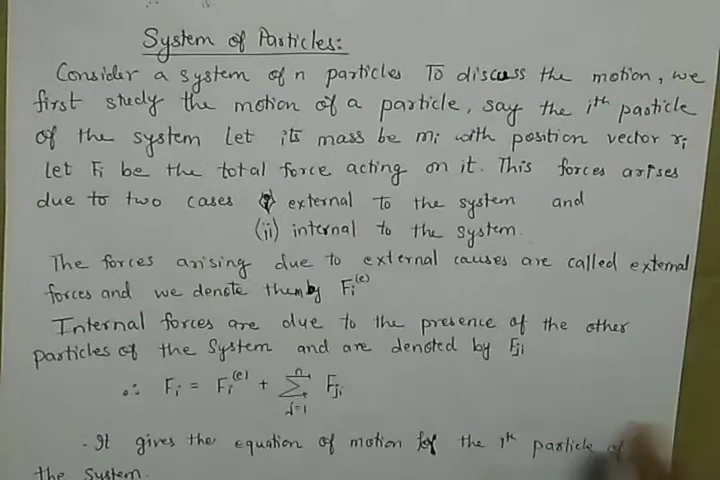 System of Particles:
Consider a system of n particles To discuss the motion, we
first study the motion of a particle, say the iᵗʰ particle
of the system Let its mass be mᵢ with position vector rᵢ
let Fᵢ be the total force acting on it. This forces arises
due to two cases (i) external to the system and
(ii) internal to the system.
The forces arising due to external causes are called external
forces and we denote them by Fᵢ⁽ᵉ⁾
Internal forces are due to the presence of the other
particles of the System and are denoted by Fji
∴ Fᵢ = Fᵢ⁽ᵉ⁾ + Σ_{j=1}^{n} Fji
- It gives the equation of motion for the iᵗʰ particle of
the System.